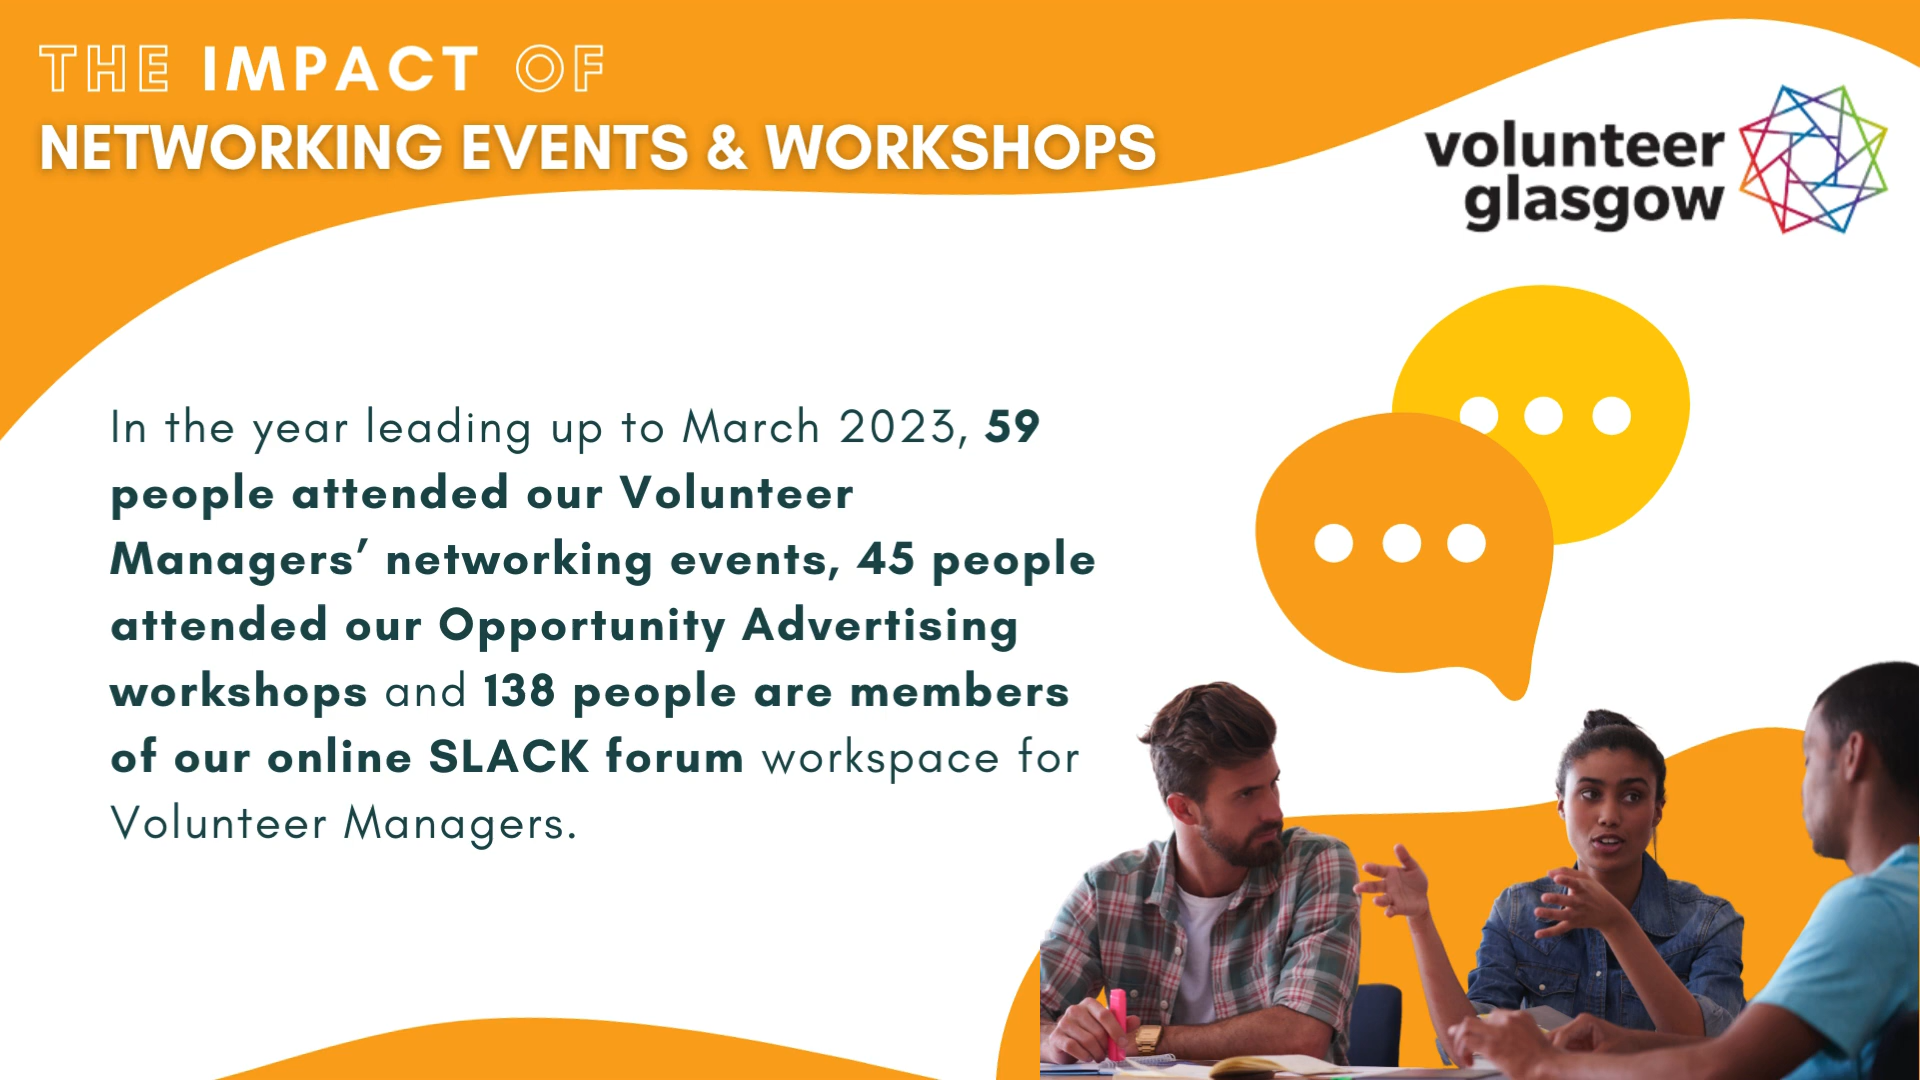 THE IMPACT OF
NETWORKING EVENTS & WORKSHOPS
volunteer
glasgow
In the year leading up to March 2023, 59
people attended our Volunteer
Managers’ networking events, 45 people
attended our Opportunity Advertising
workshops and 138 people are members
of our online SLACK forum workspace for
Volunteer Managers.